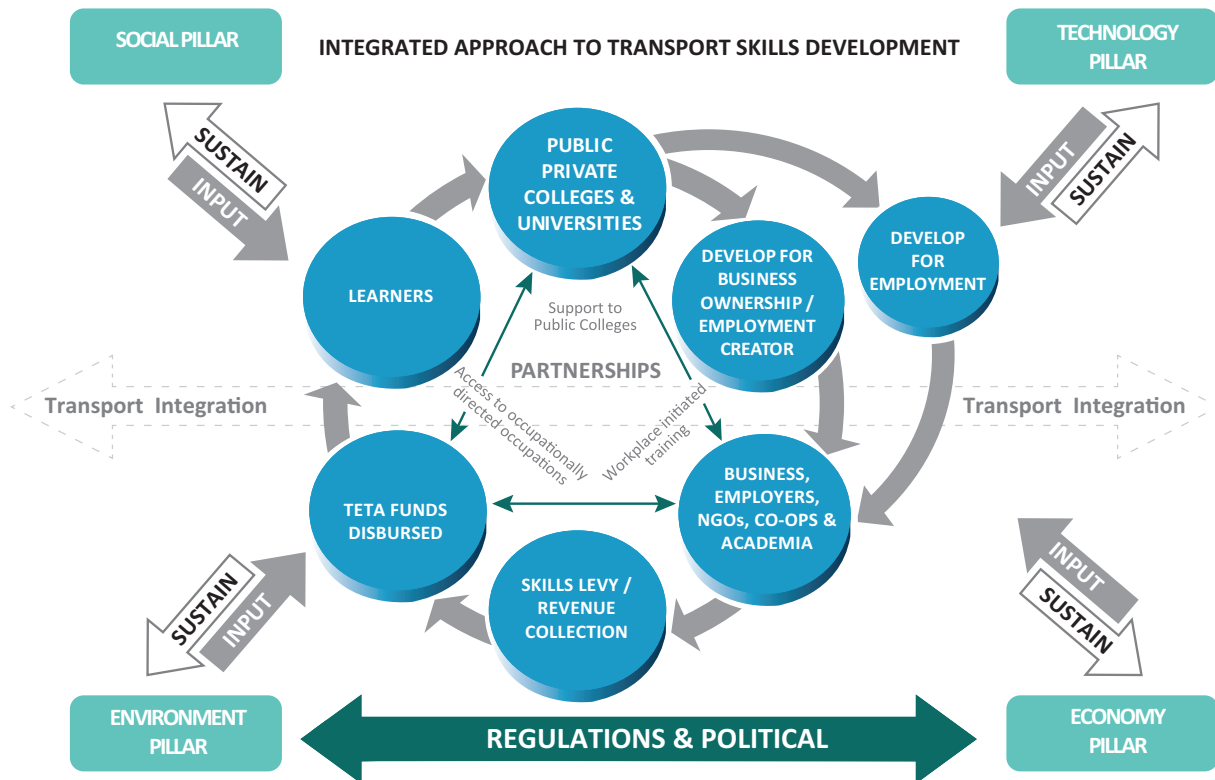 SOCIAL PILLAR
INTEGRATED APPROACH TO TRANSPORT SKILLS DEVELOPMENT
TECHNOLOGY
PILLAR
SUSTAIN
INPUT
INPUT
SUSTAIN
PUBLIC
PRIVATE
COLLEGES &
UNIVERSITIES
LEARNERS
DEVELOP FOR
BUSINESS
OWNERSHIP /
EMPLOYMENT
CREATOR
DEVELOP
FOR
EMPLOYMENT
Support to
Public Colleges
PARTNERSHIPS
Access to occupationally
directed occupations
Workplace initiated
training
Transport Integration
Transport Integration
TETA FUNDS
DISBURSED
BUSINESS,
EMPLOYERS,
NGOs, CO-OPS &
ACADEMIA
SKILLS LEVY /
REVENUE
COLLECTION
SUSTAIN
INPUT
INPUT
SUSTAIN
ENVIRONMENT
PILLAR
REGULATIONS & POLITICAL
ECONOMY
PILLAR